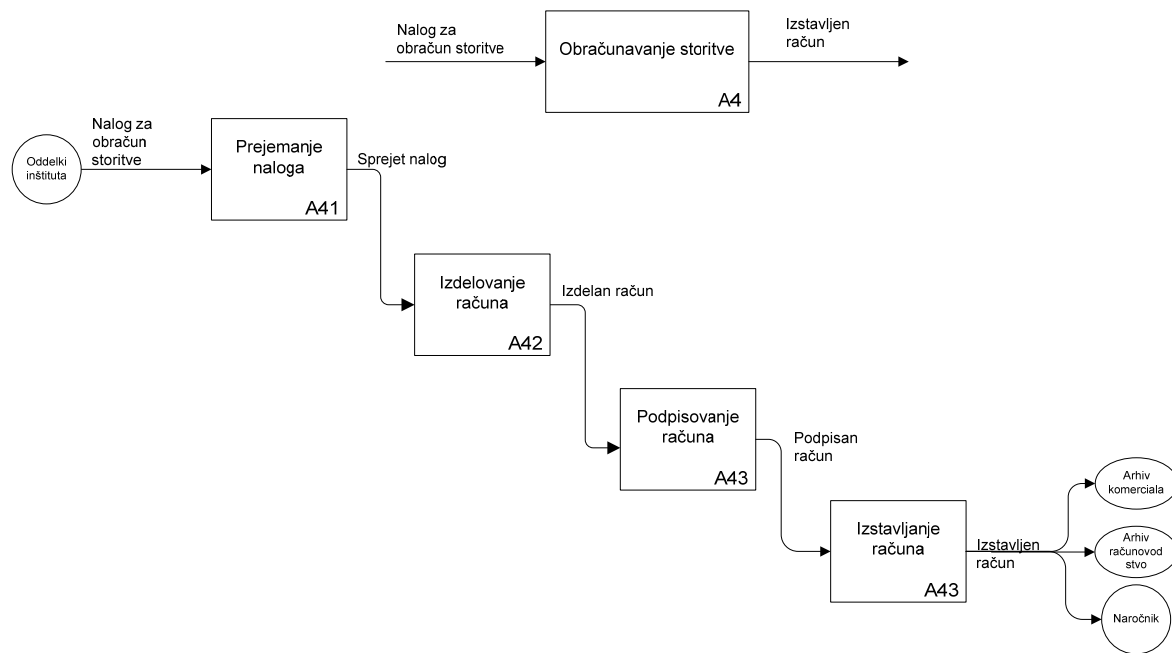 Nalog za
obračun storitve
Obračunavanje storitve
A4
Izstavljen
račun
Oddelki
inštituta
Nalog za
obračun
storitve
Prejemanje
naloga
A41
Sprejet nalog
Izdelovanje
računa
A42
Izdelan račun
Podpisovanje
računa
A43
Podpisan
račun
Izstavljanje
računa
A43
Izstavljen
račun
Arhiv
komerciala
Arhiv
računovod
stvo
Naročnik